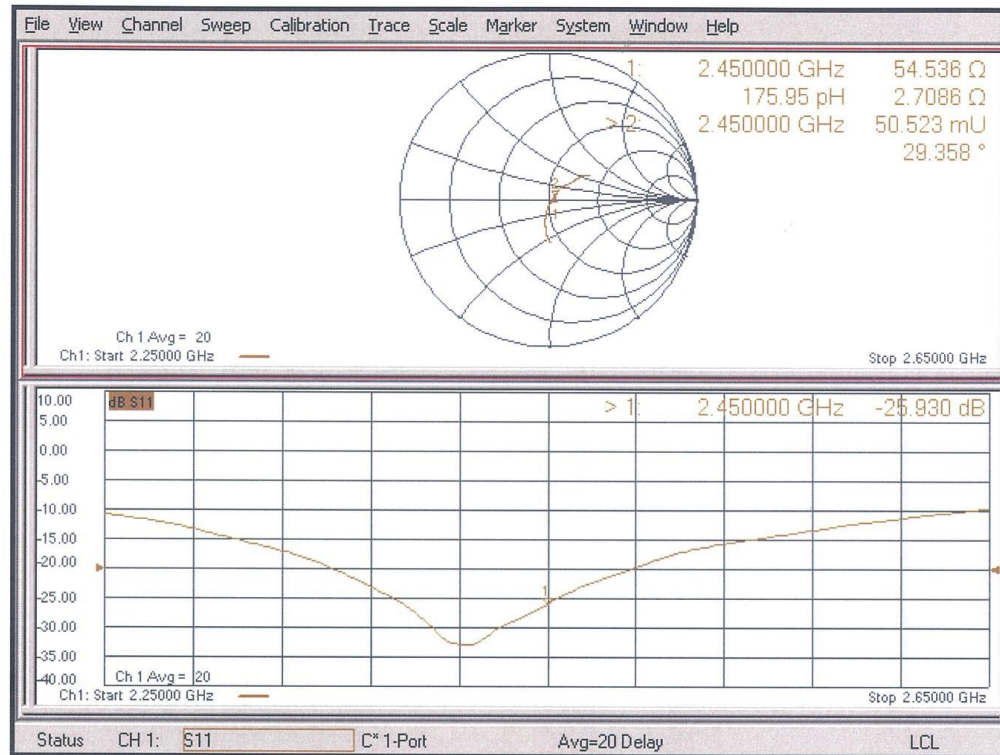 File View Channel Sweep Calibration Trace Scale Marker System Window Help
1: 2.450000 GHz 54.536 Ω
175.95 pH 2.7086 Ω
> 2: 2.450000 GHz 50.523 mU
29.358 °
2
1
Ch 1 Avg = 20
Ch1: Start 2.25000 GHz
Stop 2.65000 GHz
dB S11
> 1: 2.450000 GHz -25.930 dB
10.00
5.00
0.00
-5.00
-10.00
-15.00
-20.00
-25.00
-30.00
-35.00
-40.00
1
Ch 1 Avg = 20
Ch1: Start 2.25000 GHz
Stop 2.65000 GHz
Status CH 1: S11 C* 1-Port Avg=20 Delay LCL